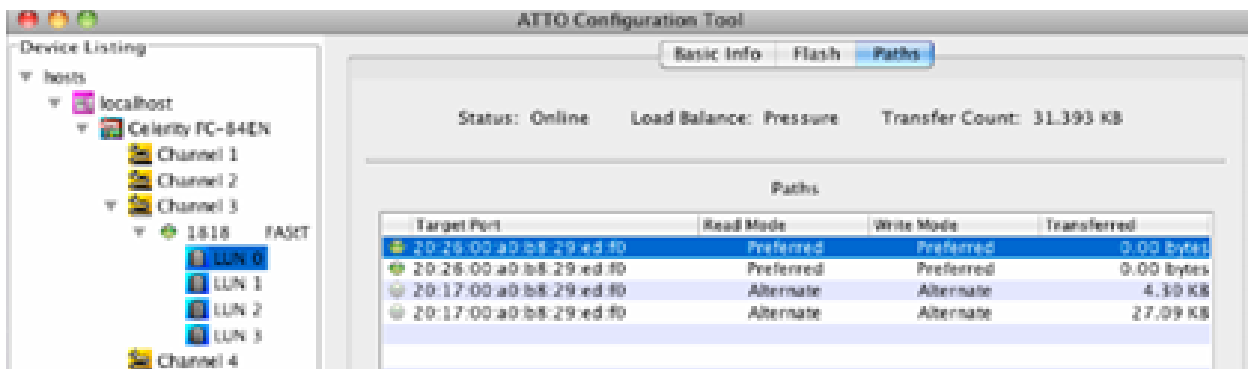 ATTO Configuration Tool
Device Listing
hosts
localhost
Celerity FC-84EN
Channel 1
Channel 2
Channel 3
1818 FAStT
LUN 0
LUN 1
LUN 2
LUN 3
Channel 4
Basic Info Flash Paths
Status: Online Load Balance: Pressure Transfer Count: 31.393 KB
Paths
Target Port Read Mode Write Mode Transferred
20:26:00:a0:b8:29:ed:f0 Preferred Preferred 0.00 bytes
20:26:00:a0:b8:29:ed:f0 Preferred Preferred 0.00 bytes
20:17:00:a0:b8:29:ed:f0 Alternate Alternate 4.30 KB
20:17:00:a0:b8:29:ed:f0 Alternate Alternate 27.09 KB